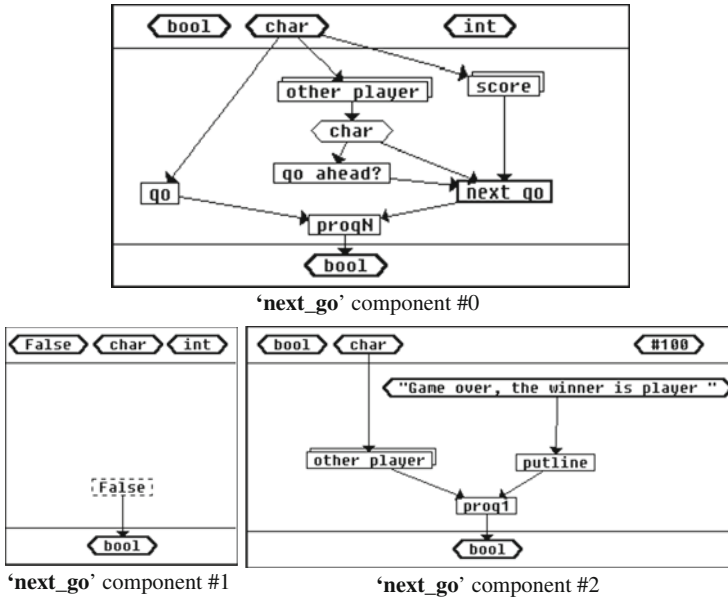 bool char int
other player score
char
go ahead?
go next go
progN
bool
‘next_go’ component #0
False char int
False
bool
‘next_go’ component #1
bool char #100
"Game over, the winner is player "
other player putline
prog1
bool
‘next_go’ component #2